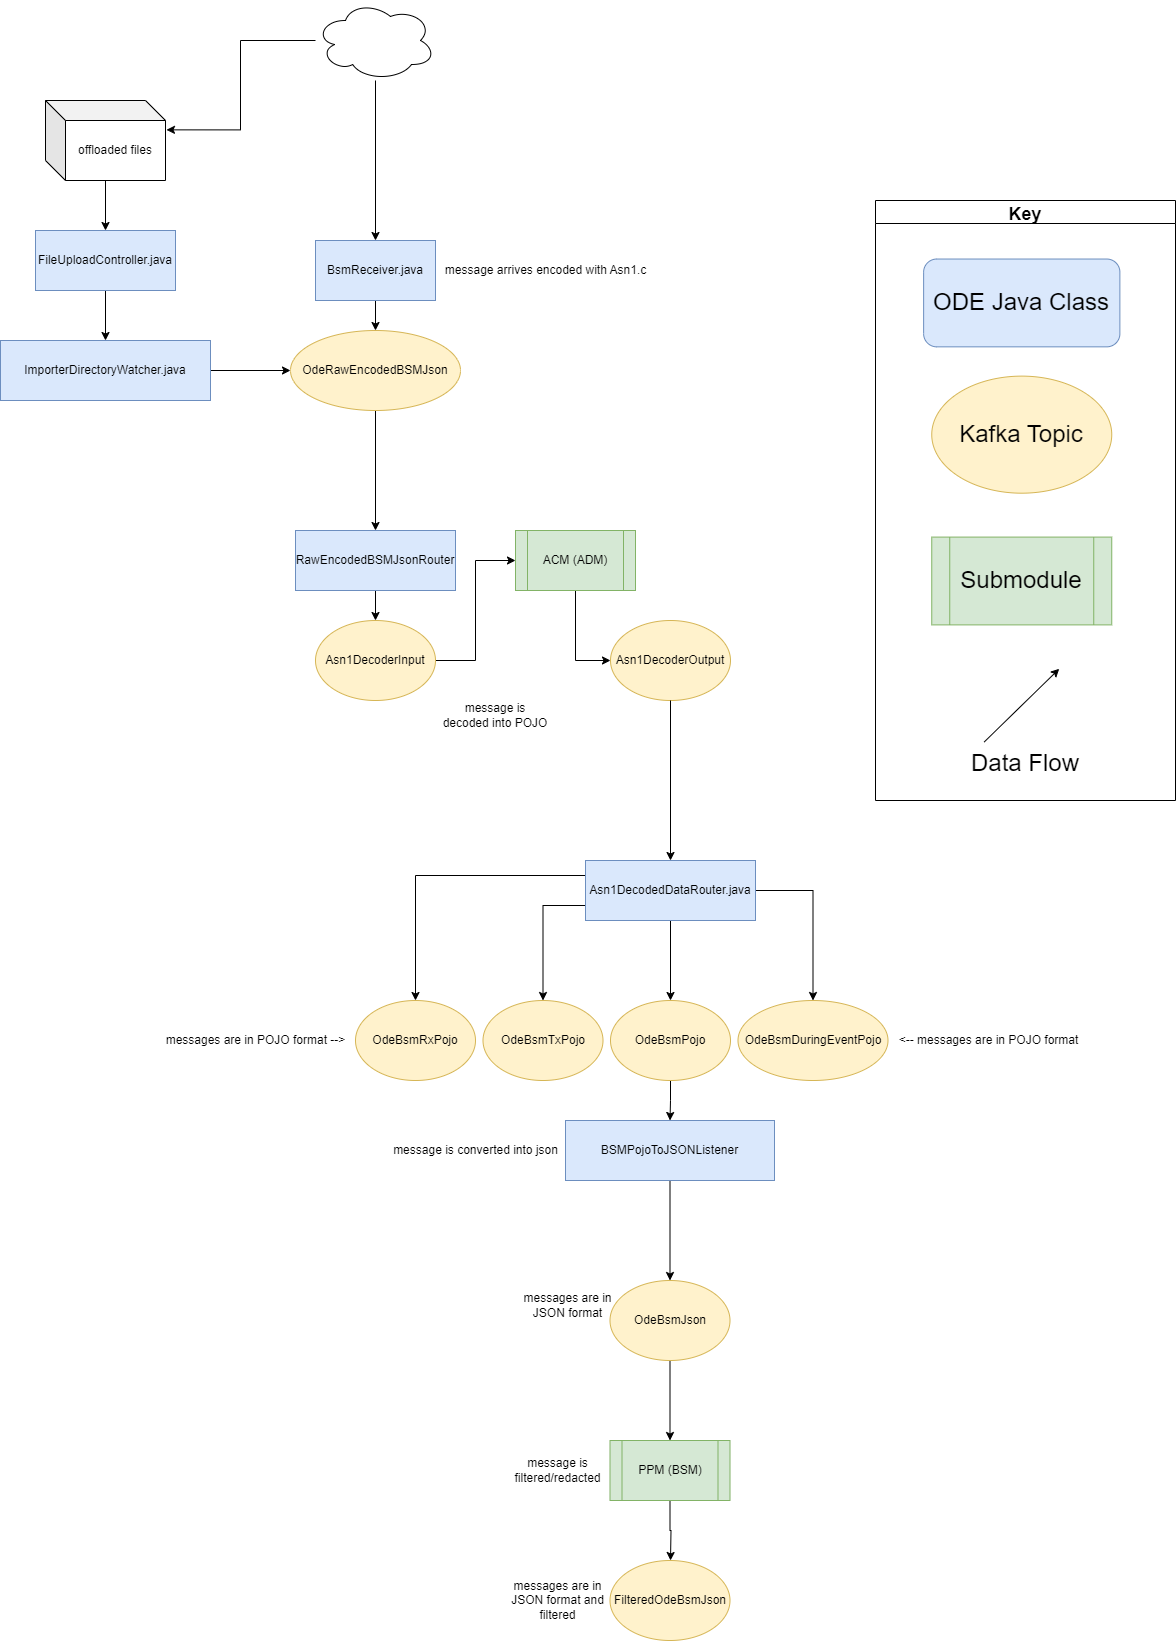 offloaded files
Key
FileUploadController.java
BsmReceiver.java
message arrives encoded with Asn1.c
ODE Java Class
ImporterDirectoryWatcher.java
OdeRawEncodedBSMJson
Kafka Topic
RawEncodedBSMJsonRouter
ACM (ADM)
Submodule
Asn1DecoderInput
Asn1DecoderOutput
message is
decoded into POJO
Data Flow
Asn1DecodedDataRouter.java
messages are in POJO format -->
OdeBsmRxPojo
OdeBsmTxPojo
OdeBsmPojo
OdeBsmDuringEventPojo
<-- messages are in POJO format
message is converted into json
BSMPojoToJSONListener
messages are in
JSON format
OdeBsmJson
message is
filtered/redacted
PPM (BSM)
messages are in
JSON format and
filtered
FilteredOdeBsmJson